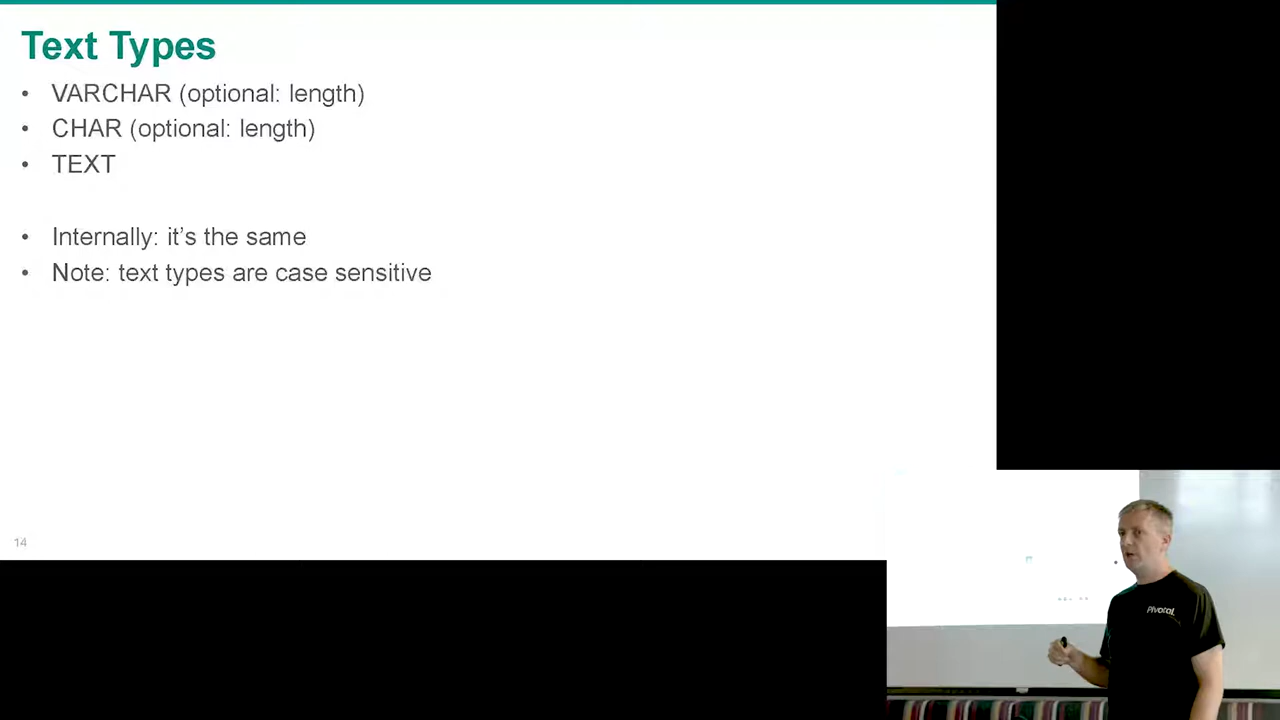 Text Types
• VARCHAR (optional: length)
• CHAR (optional: length)
• TEXT
• Internally: it's the same
• Note: text types are case sensitive
14
Pivotal